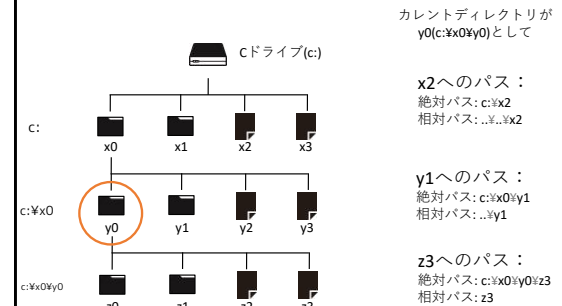 カレントディレクトリが
y0(c:¥x0¥y0)として
Cドライブ(c:)
c:
x0 x1 x2 x3
x2へのパス：
絶対パス: c:¥x2
相対パス: ..¥..¥x2
c:¥x0
y0 y1 y2 y3
y1へのパス：
絶対パス: c:¥x0¥y1
相対パス: ..¥y1
c:¥x0¥y0
z0 z1 z2 z3
z3へのパス：
絶対パス: c:¥x0¥y0¥z3
相対パス: z3